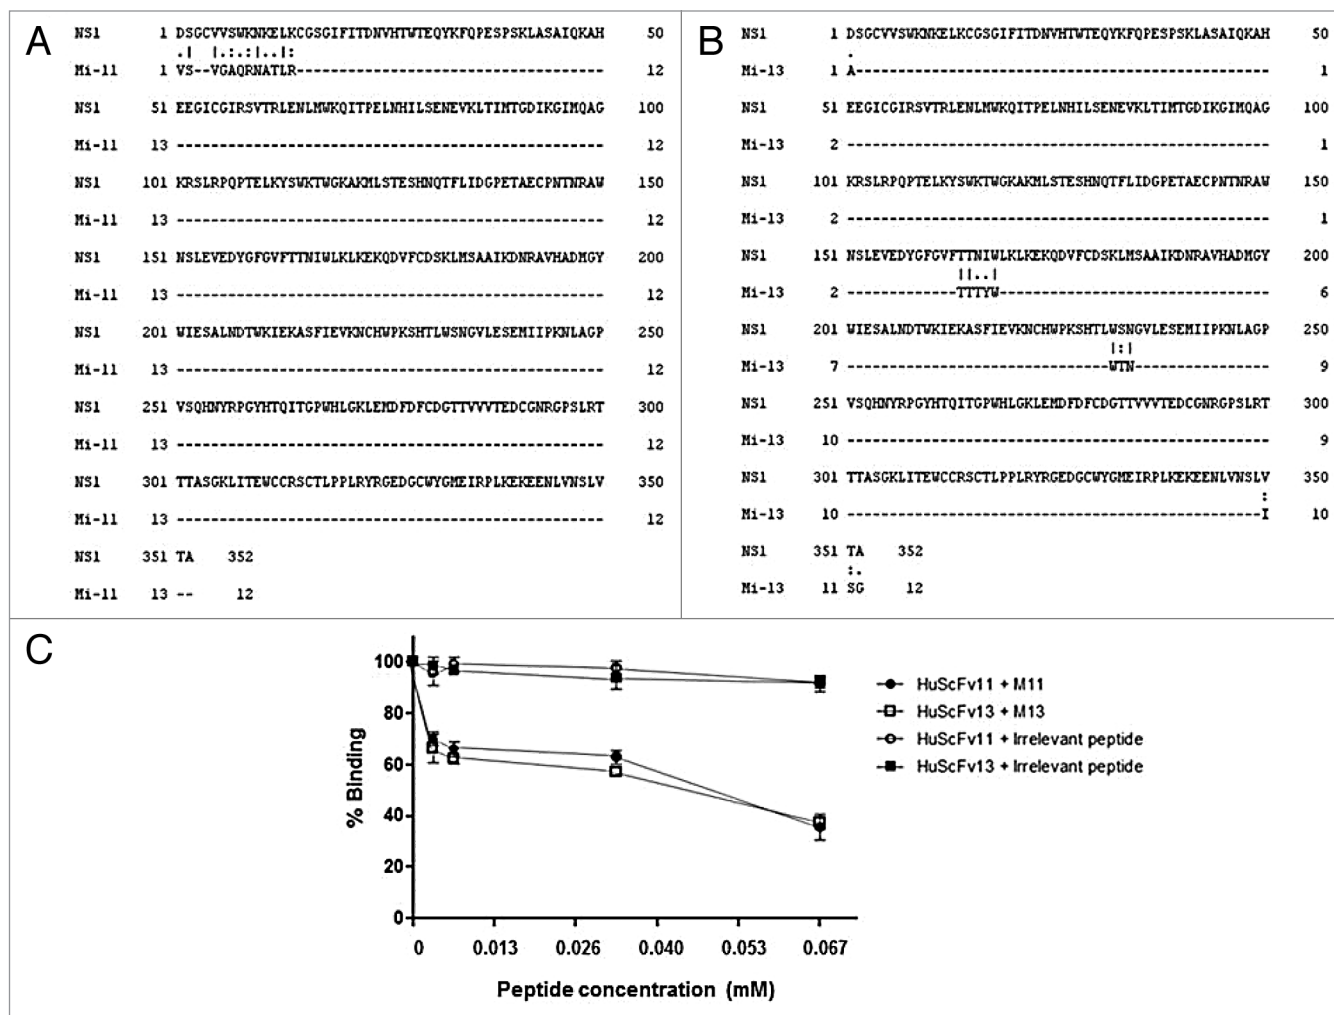 A
NS1 1 DSGCVVSWKNKELKCGSGIFITDNVHTWTEQYKFQPESPSKLASAIQKAH 50
.| |.:.:|..|:
Mi-11 1 VS--VGAQRNATLR------------------------------------ 12
NS1 51 EEGICGIRSVTRLENLMWKQITPELNHILSENEVKLTIMTGDIKGIMQAG 100
Mi-11 13 -------------------------------------------------- 12
NS1 101 KRSLRPQPTELKYSWKTWGKAKMLSTESHNQTFLIDGPETAECPNTNRAW 150
Mi-11 13 -------------------------------------------------- 12
NS1 151 NSLEVEDYGFGVFTTNIWLKLKEKQDVFCDSKLMSAAIKDNRAVHADMGY 200
Mi-11 13 -------------------------------------------------- 12
NS1 201 WIESALNDTWKIEKASFIEVKNCHWPKSHTLWSNGVLESEMIIPKNLAGP 250
Mi-11 13 -------------------------------------------------- 12
NS1 251 VSQHNYRPGYHTQITGPWHLGKLEMDFDFCDGTTVVVTEDCGNRGPSLRT 300
Mi-11 13 -------------------------------------------------- 12
NS1 301 TTASGKLITEWCCRSCTLPPLRYRGEDGCWYGMEIRPLKEKEENLVNSLV 350
Mi-11 13 -------------------------------------------------- 12
NS1 351 TA 352
Mi-11 13 -- 12
B
NS1 1 DSGCVVSWKNKELKCGSGIFITDNVHTWTEQYKFQPESPSKLASAIQKAH 50
.
Mi-13 1 A------------------------------------------------- 1
NS1 51 EEGICGIRSVTRLENLMWKQITPELNHILSENEVKLTIMTGDIKGIMQAG 100
Mi-13 2 -------------------------------------------------- 1
NS1 101 KRSLRPQPTELKYSWKTWGKAKMLSTESHNQTFLIDGPETAECPNTNRAW 150
Mi-13 2 -------------------------------------------------- 1
NS1 151 NSLEVEDYGFGVFTTNIWLKLKEKQDVFCDSKLMSAAIKDNRAVHADMGY 200
||..|
Mi-13 2 -------------TTTYW-------------------------------- 6
NS1 201 WIESALNDTWKIEKASFIEVKNCHWPKSHTLWSNGVLESEMIIPKNLAGP 250
|:|
Mi-13 7 -------------------------------WTN---------------- 9
NS1 251 VSQHNYRPGYHTQITGPWHLGKLEMDFDFCDGTTVVVTEDCGNRGPSLRT 300
Mi-13 10 -------------------------------------------------- 9
NS1 301 TTASGKLITEWCCRSCTLPPLRYRGEDGCWYGMEIRPLKEKEENLVNSLV 350
:
Mi-13 10 -------------------------------------------------I 10
NS1 351 TA 352
:.
Mi-13 11 SG 12
C
100
80
60
40
20
0
% Binding
0 0.013 0.026 0.040 0.053 0.067
Peptide concentration (mM)
HuScFv11 + M11
HuScFv13 + M13
HuScFv11 + Irrelevant peptide
HuScFv13 + Irrelevant peptide